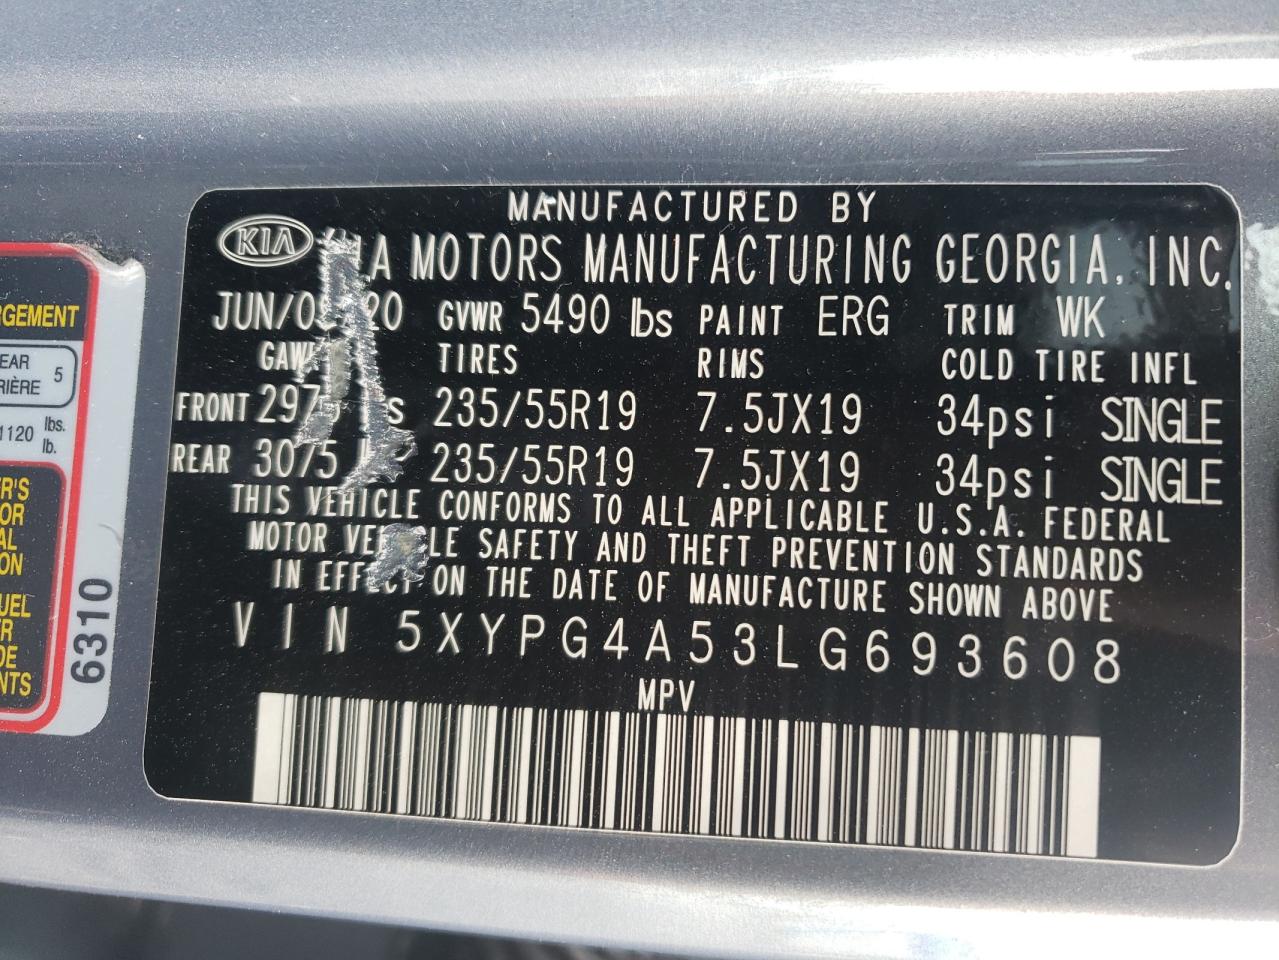 MANUFACTURED BY
KIA MOTORS MANUFACTURING GEORGIA, INC.
GVWR 5490 lbs PAINT ERG TRIM WK
TIRES RIMS COLD TIRE INFL
FRONT 235/55R19 7.5JX19 34psi SINGLE
REAR 3075 235/55R19 7.5JX19 34psi SINGLE
THIS VEHICLE CONFORMS TO ALL APPLICABLE U.S.A. FEDERAL
MOTOR SAFETY AND THEFT PREVENTION STANDARDS
IN EFFECT ON THE DATE OF MANUFACTURE SHOWN ABOVE
VIN 5XYPG4A53LG693608
MPV
5
1120 lbs.
lb.
6310